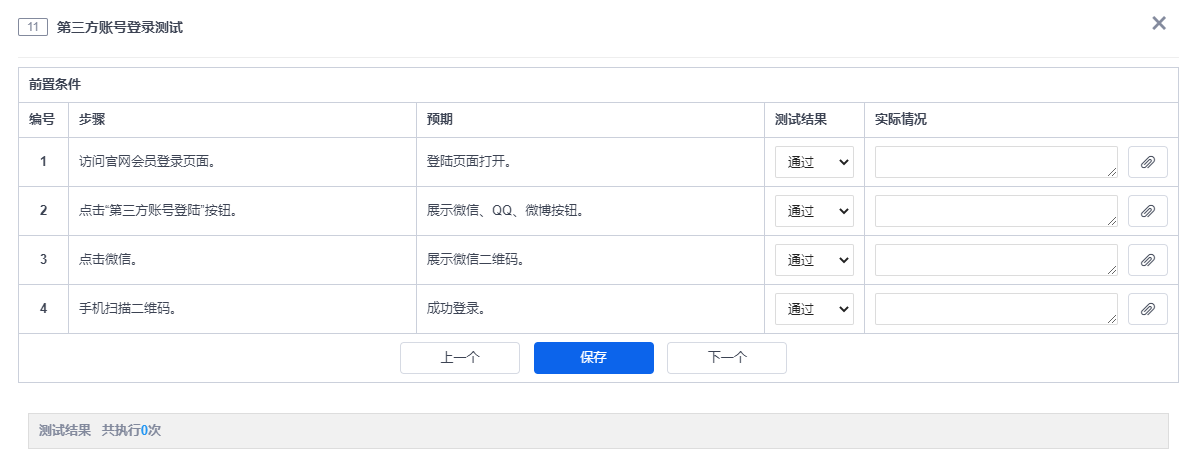 11 第三方账号登录测试
前置条件
编号 步骤 预期 测试结果 实际情况
1 访问官网会员登录页面。 登陆页面打开。 通过
2 点击“第三方账号登陆”按钮。 展示微信、QQ、微博按钮。 通过
3 点击微信。 展示微信二维码。 通过
4 手机扫描二维码。 成功登录。 通过
上一个 保存 下一个
测试结果 共执行0次